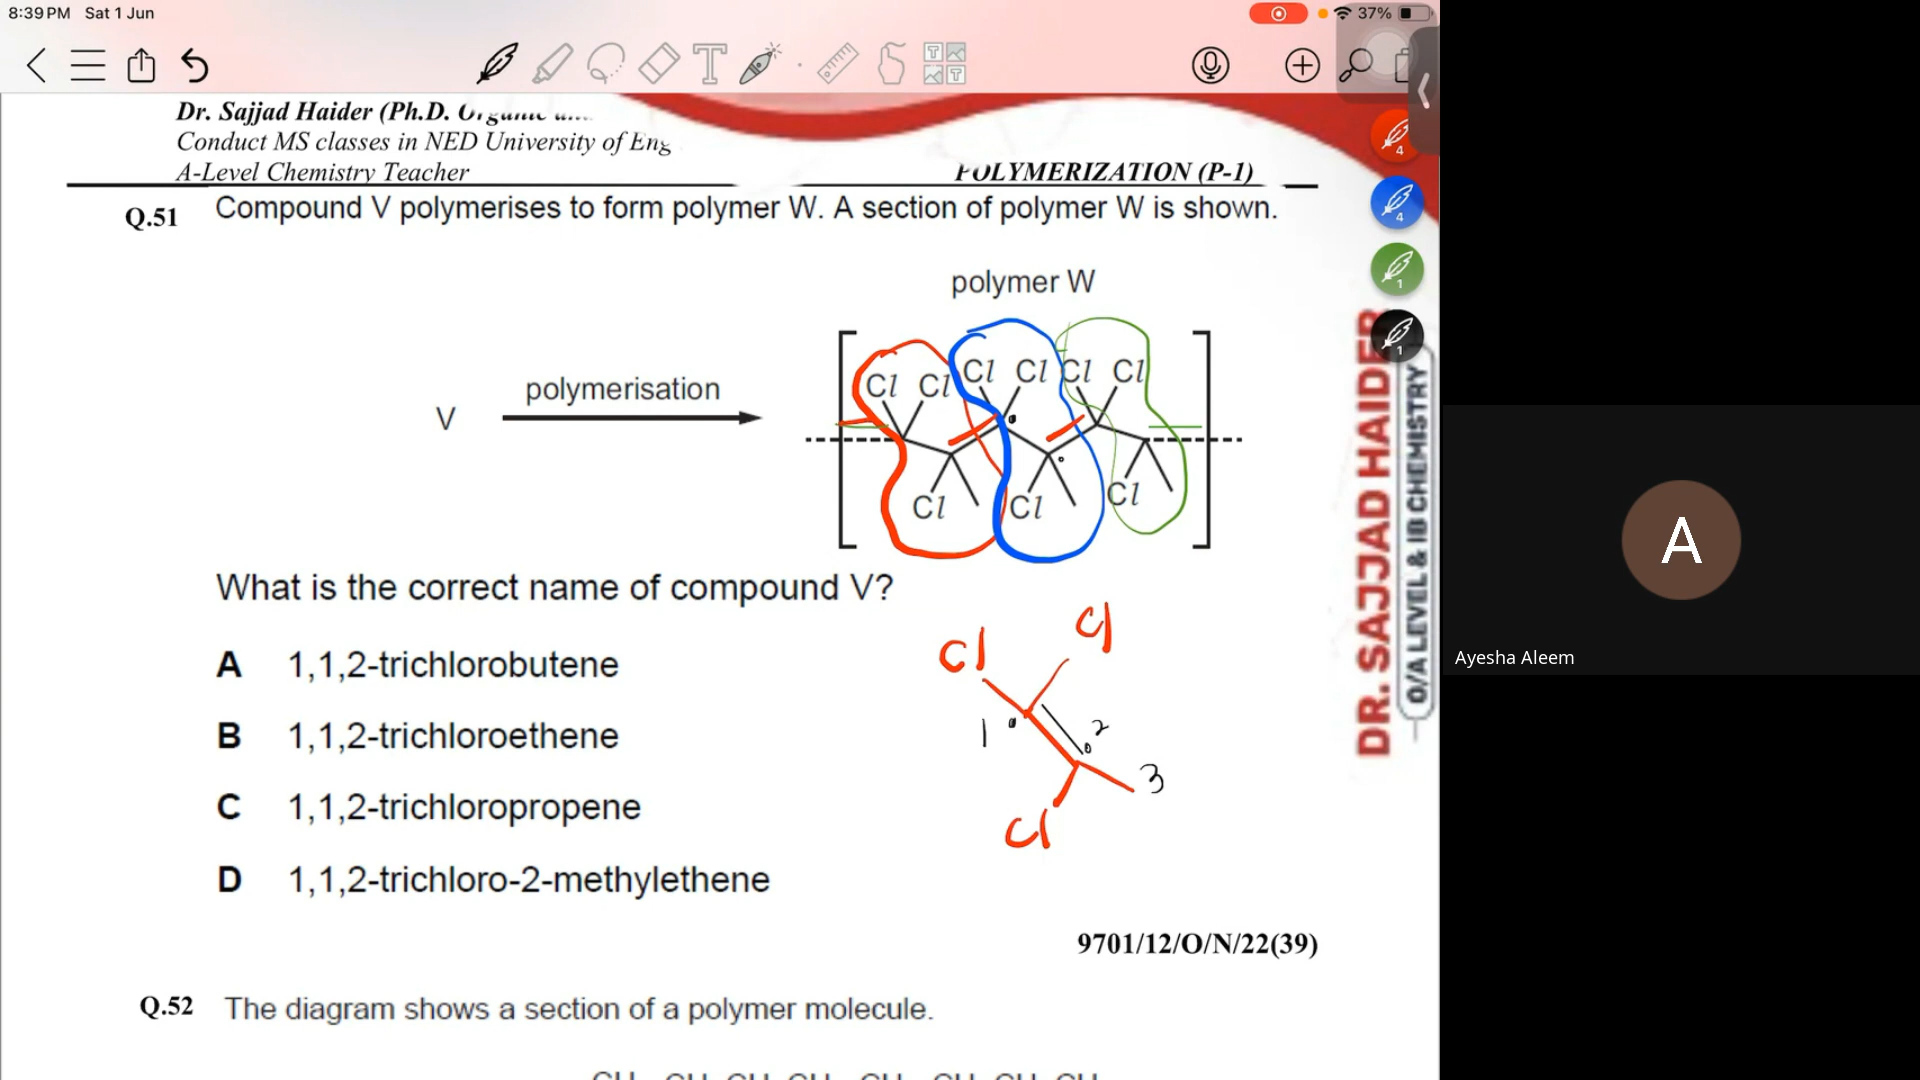 8:39 PM Sat 1 Jun
37%
Dr. Sajjad Haider (Ph.D. Organic
Conduct MS classes in NED University of Eng
A-Level Chemistry Teacher
POLYMERIZATION (P-1)
Q.51 Compound V polymerises to form polymer W. A section of polymer W is shown.
polymer W
V polymerisation
Cl Cl Cl Cl Cl Cl
Cl Cl Cl
What is the correct name of compound V?
A 1,1,2-trichlorobutene
B 1,1,2-trichloroethene
C 1,1,2-trichloropropene
D 1,1,2-trichloro-2-methylethene
Cl Cl
1 2
3
Cl
9701/12/O/N/22(39)
Q.52 The diagram shows a section of a polymer molecule.
4
4
1
1
DR. SAJJAD HAIDER
O/A LEVEL & IB CHEMISTRY
A
Ayesha Aleem